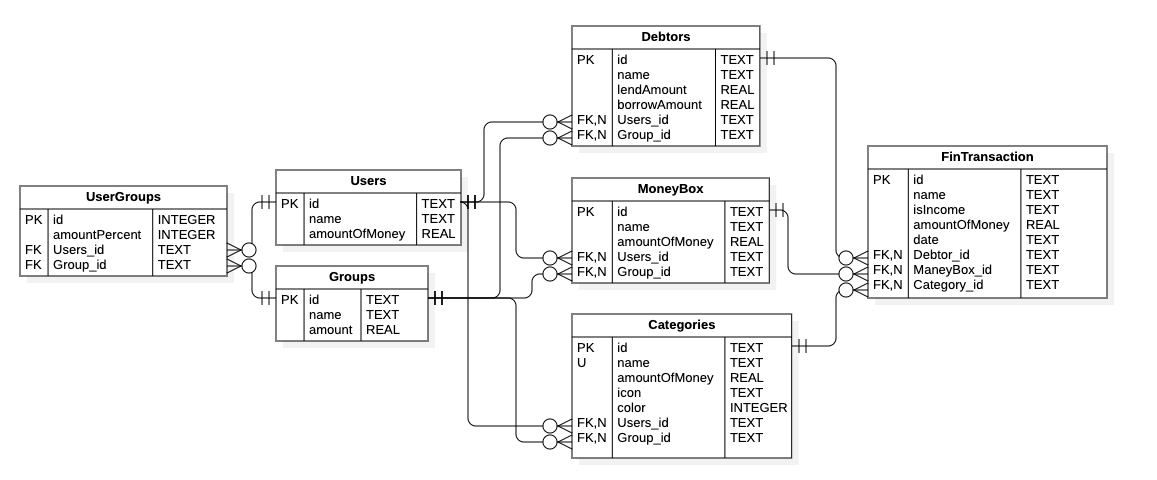 UserGroups
PK id INTEGER
amountPercent INTEGER
FK Users_id TEXT
FK Group_id TEXT
Users
PK id TEXT
name TEXT
amountOfMoney REAL
Groups
PK id TEXT
name TEXT
amount REAL
Debtors
PK id TEXT
name TEXT
lendAmount REAL
borrowAmount REAL
FK,N Users_id TEXT
FK,N Group_id TEXT
MoneyBox
PK id TEXT
name TEXT
amountOfMoney REAL
FK,N Users_id TEXT
FK,N Group_id TEXT
Categories
PK id TEXT
U name TEXT
amountOfMoney REAL
icon TEXT
color INTEGER
FK,N Users_id TEXT
FK,N Group_id TEXT
FinTransaction
PK id TEXT
name TEXT
isIncome TEXT
amountOfMoney REAL
date TEXT
FK,N Debtor_id TEXT
FK,N ManeyBox_id TEXT
FK,N Category_id TEXT